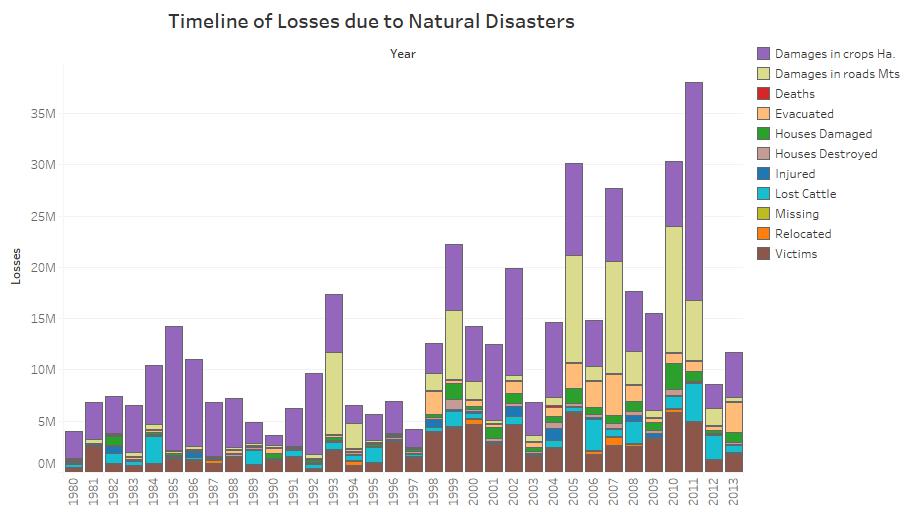 Timeline of Losses due to Natural Disasters
Year
Losses
35M
30M
25M
20M
15M
10M
5M
0M
1980
1981
1982
1983
1984
1985
1986
1987
1988
1989
1990
1991
1992
1993
1994
1995
1996
1997
1998
1999
2000
2001
2002
2003
2004
2005
2006
2007
2008
2009
2010
2011
2012
2013
Damages in crops Ha.
Damages in roads Mts
Deaths
Evacuated
Houses Damaged
Houses Destroyed
Injured
Lost Cattle
Missing
Relocated
Victims